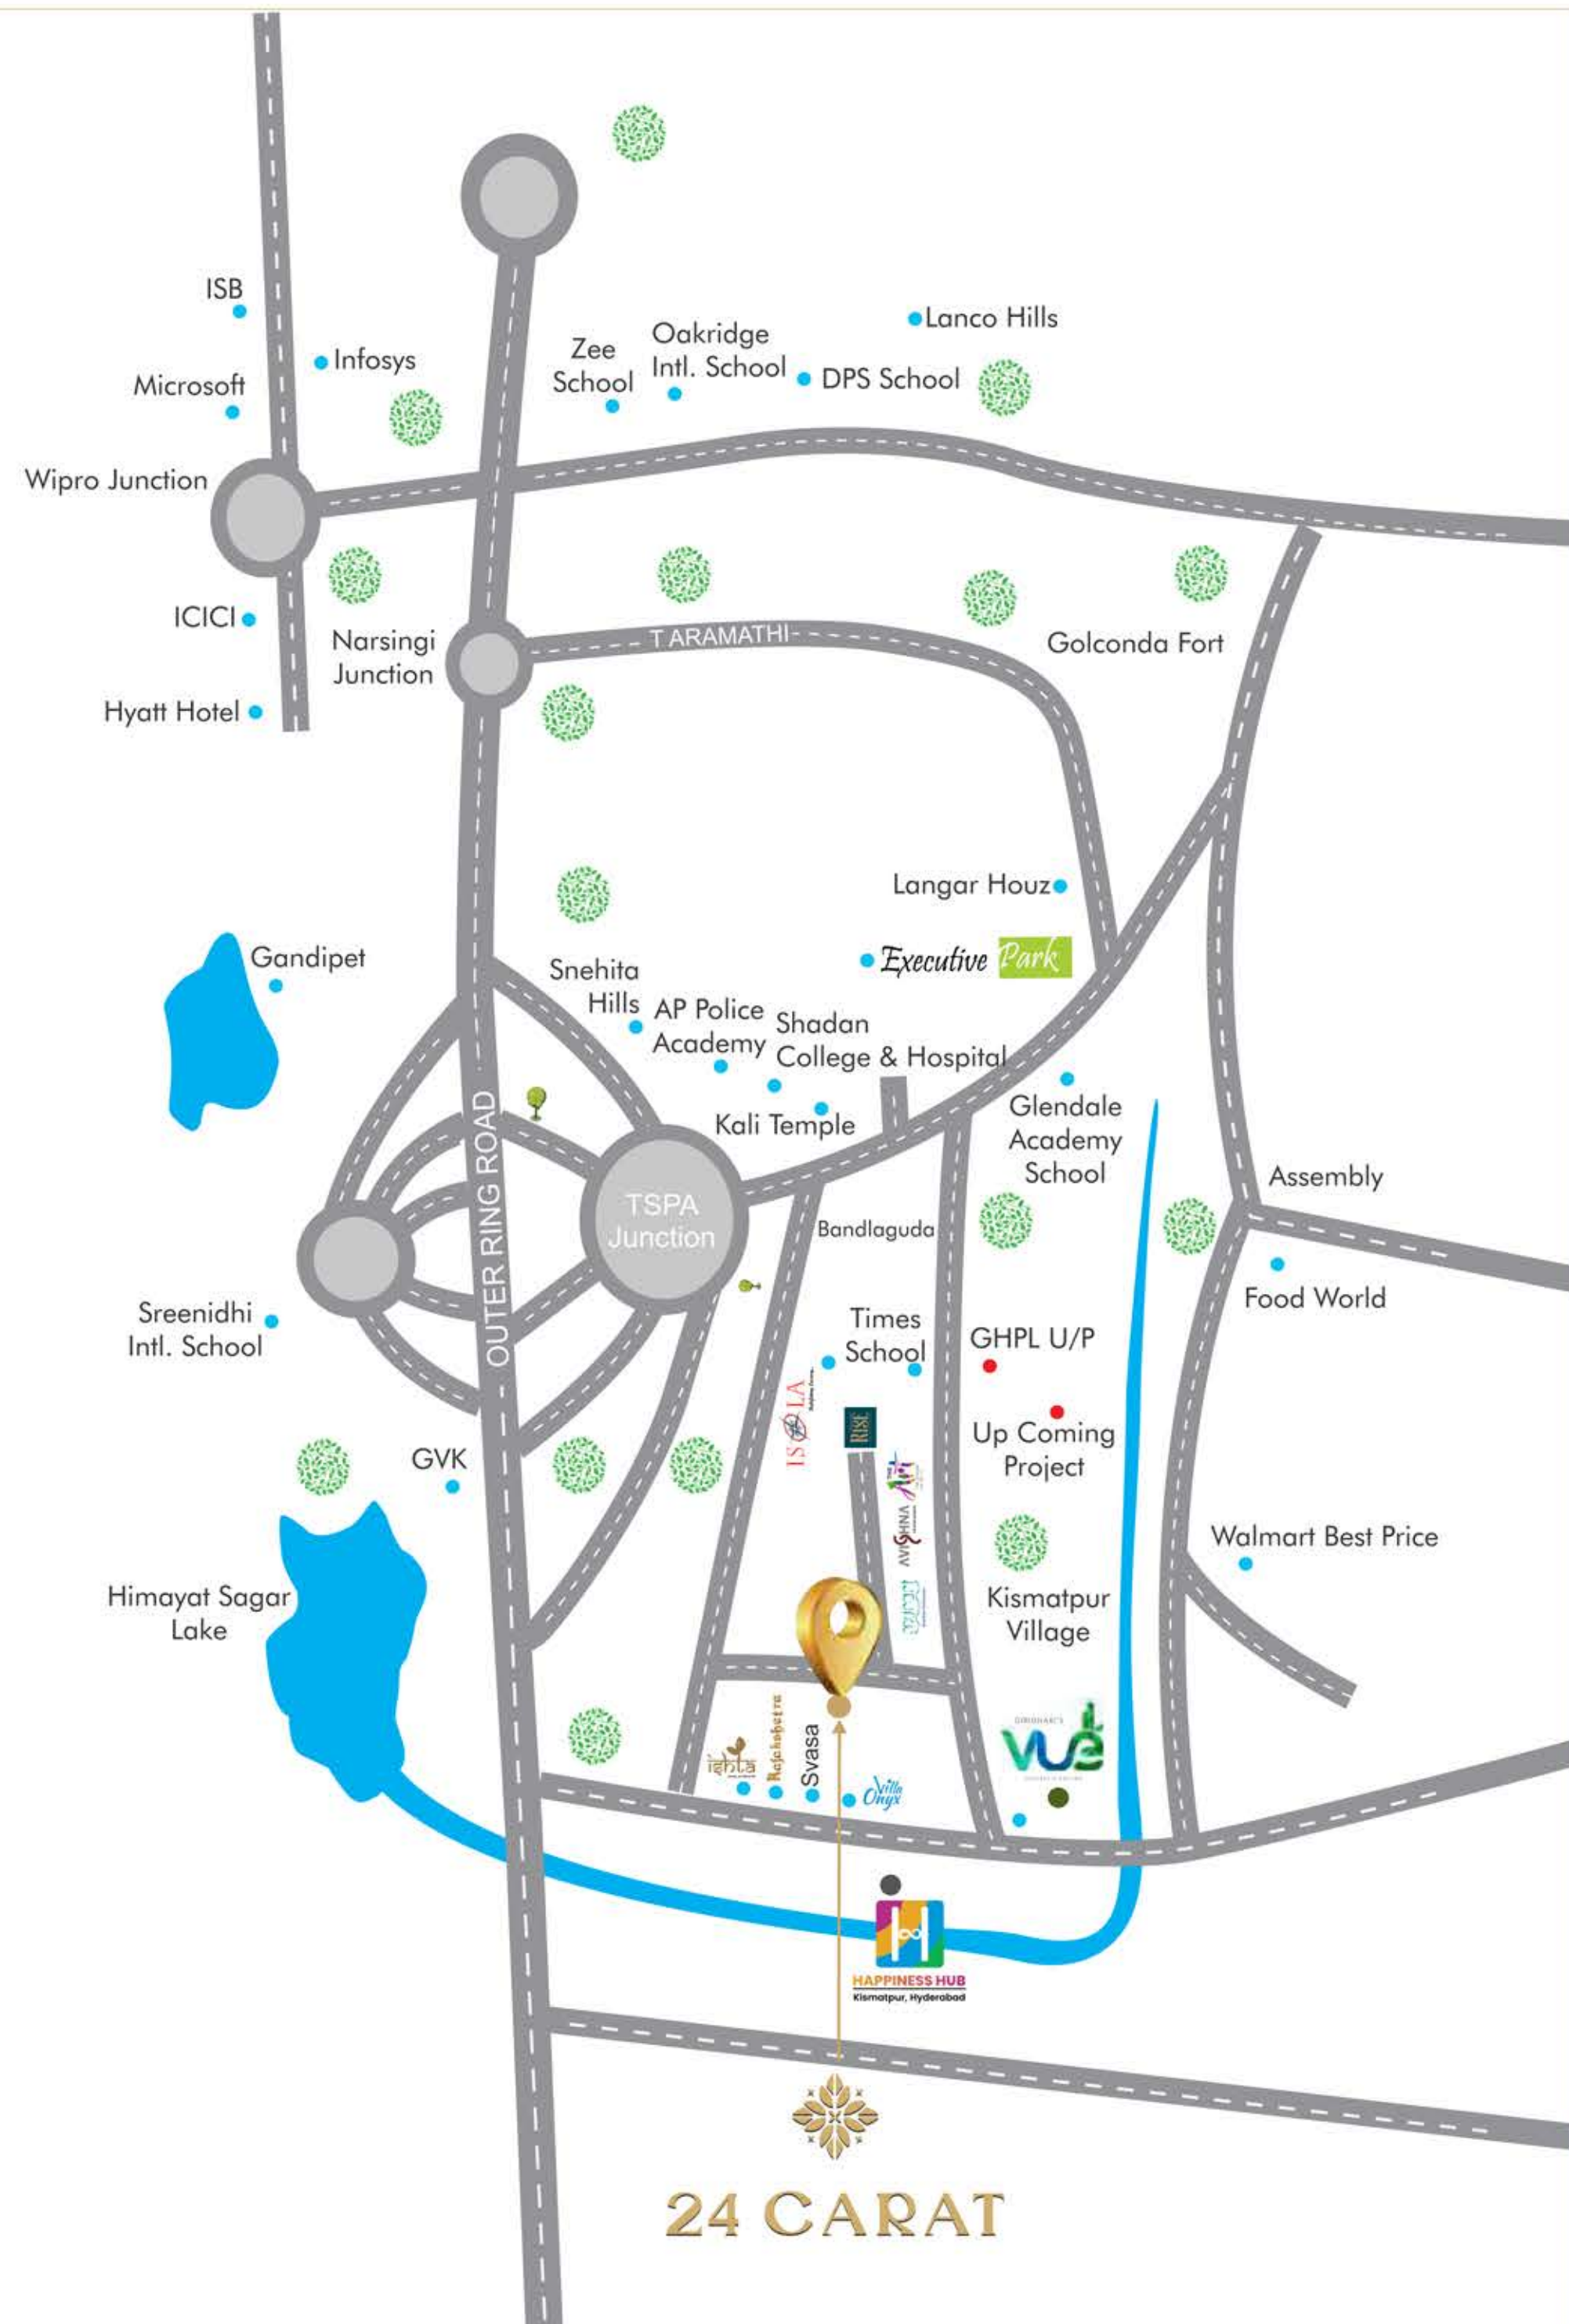 ISB
Infosys
Microsoft
Wipro Junction
ICICI
Hyatt Hotel
Zee
School
Oakridge
Intl. School
DPS School
Lanco Hills
Narsingi
Junction
T ARAMATHI
Golconda Fort
Langar Houz
Executive Park
Gandipet
Snehita
Hills
AP Police
Academy
Shadan
College & Hospital
Kali Temple
Glendale
Academy
School
OUTER RING ROAD
TSPA
Junction
Bandlaguda
Assembly
Food World
Sreenidhi
Intl. School
Times
School
GHPL U/P
ISOLA
RISE
Up Coming
Project
GVK
AVIGHNA
Walmart Best Price
Himayat Sagar
Lake
Kismatpur
Village
ishta
Rajakshetra
Svasa
Villa
Onyx
GIRIDHARI'S
VUE
HAPPINESS HUB
Kismatpur, Hyderabad
24 CARAT